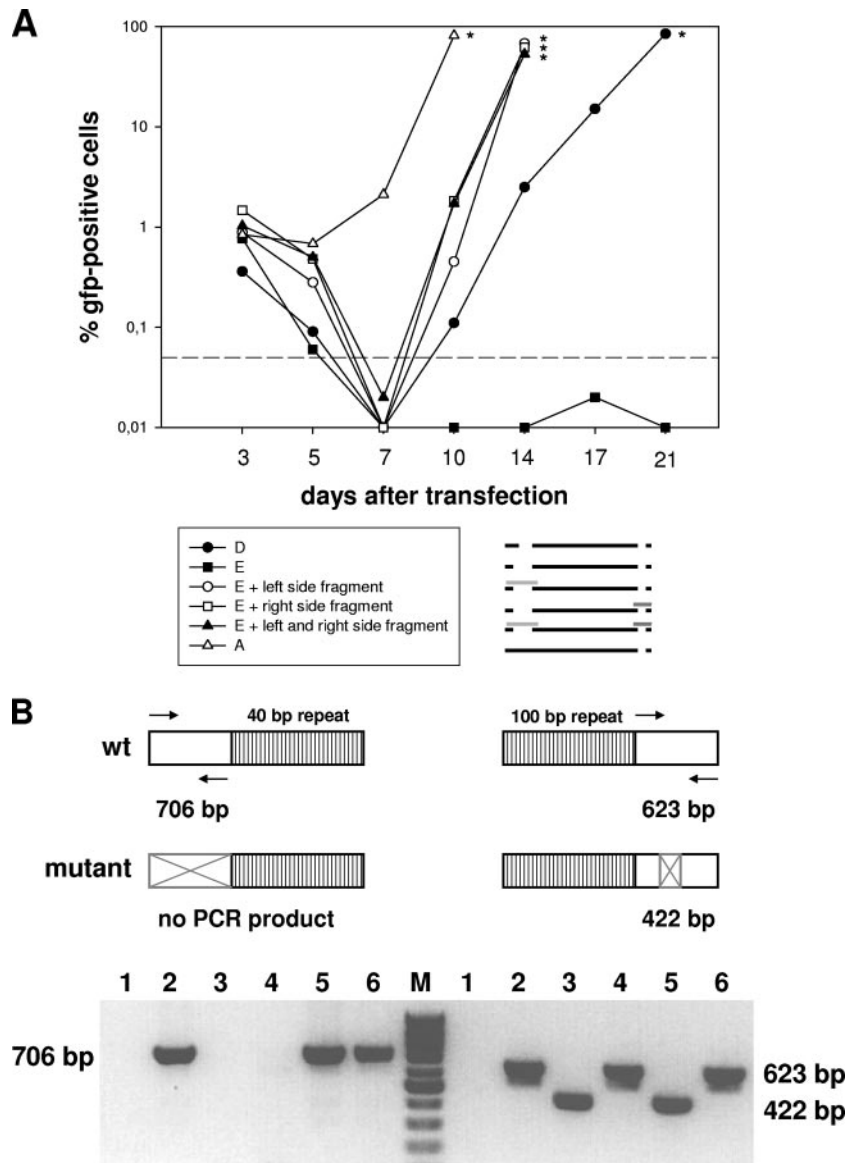 A
100
10
1
0,1
0,01
% gfp-positive cells
*
*
*
*
*
3 5 7 10 14 17 21
days after transfection
D
E
E + left side fragment
E + right side fragment
E + left and right side fragment
A
B
wt
40 bp repeat
100 bp repeat
706 bp
623 bp
mutant
no PCR product
422 bp
1 2 3 4 5 6 M 1 2 3 4 5 6
706 bp
623 bp
422 bp